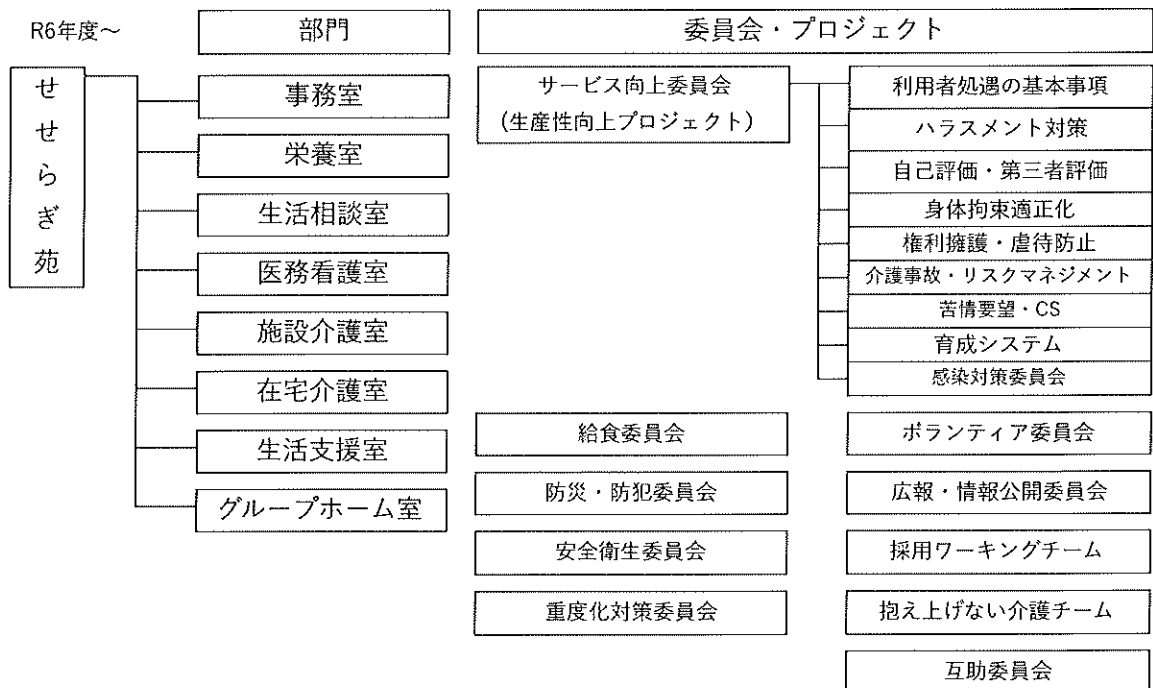 R6年度～
部門
委員会・プロジェクト
せせらぎ苑
事務室
栄養室
生活相談室
医務看護室
施設介護室
在宅介護室
生活支援室
グループホーム室
サービス向上委員会
(生産性向上プロジェクト)
利用者処遇の基本事項
ハラスメント対策
自己評価・第三者評価
身体拘束適正化
権利擁護・虐待防止
介護事故・リスクマネジメント
苦情要望・CS
育成システム
感染対策委員会
給食委員会
ボランティア委員会
防災・防犯委員会
広報・情報公開委員会
安全衛生委員会
採用ワーキングチーム
重度化対策委員会
抱え上げない介護チーム
互助委員会